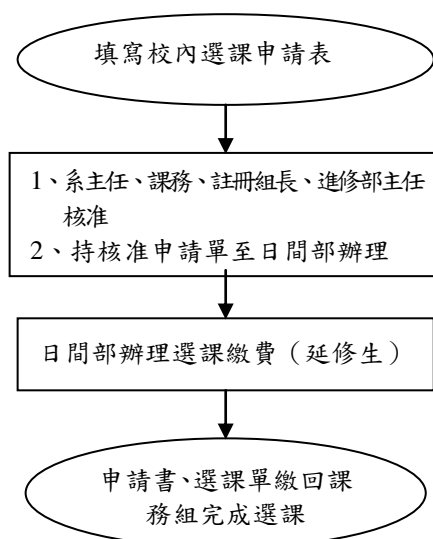 填寫校內選課申請表
1、系主任、課務、註冊組長、進修部主任
核准
2、持核准申請單至日間部辦理
日間部辦理選課繳費（延修生）
申請書、選課單繳回課
務組完成選課